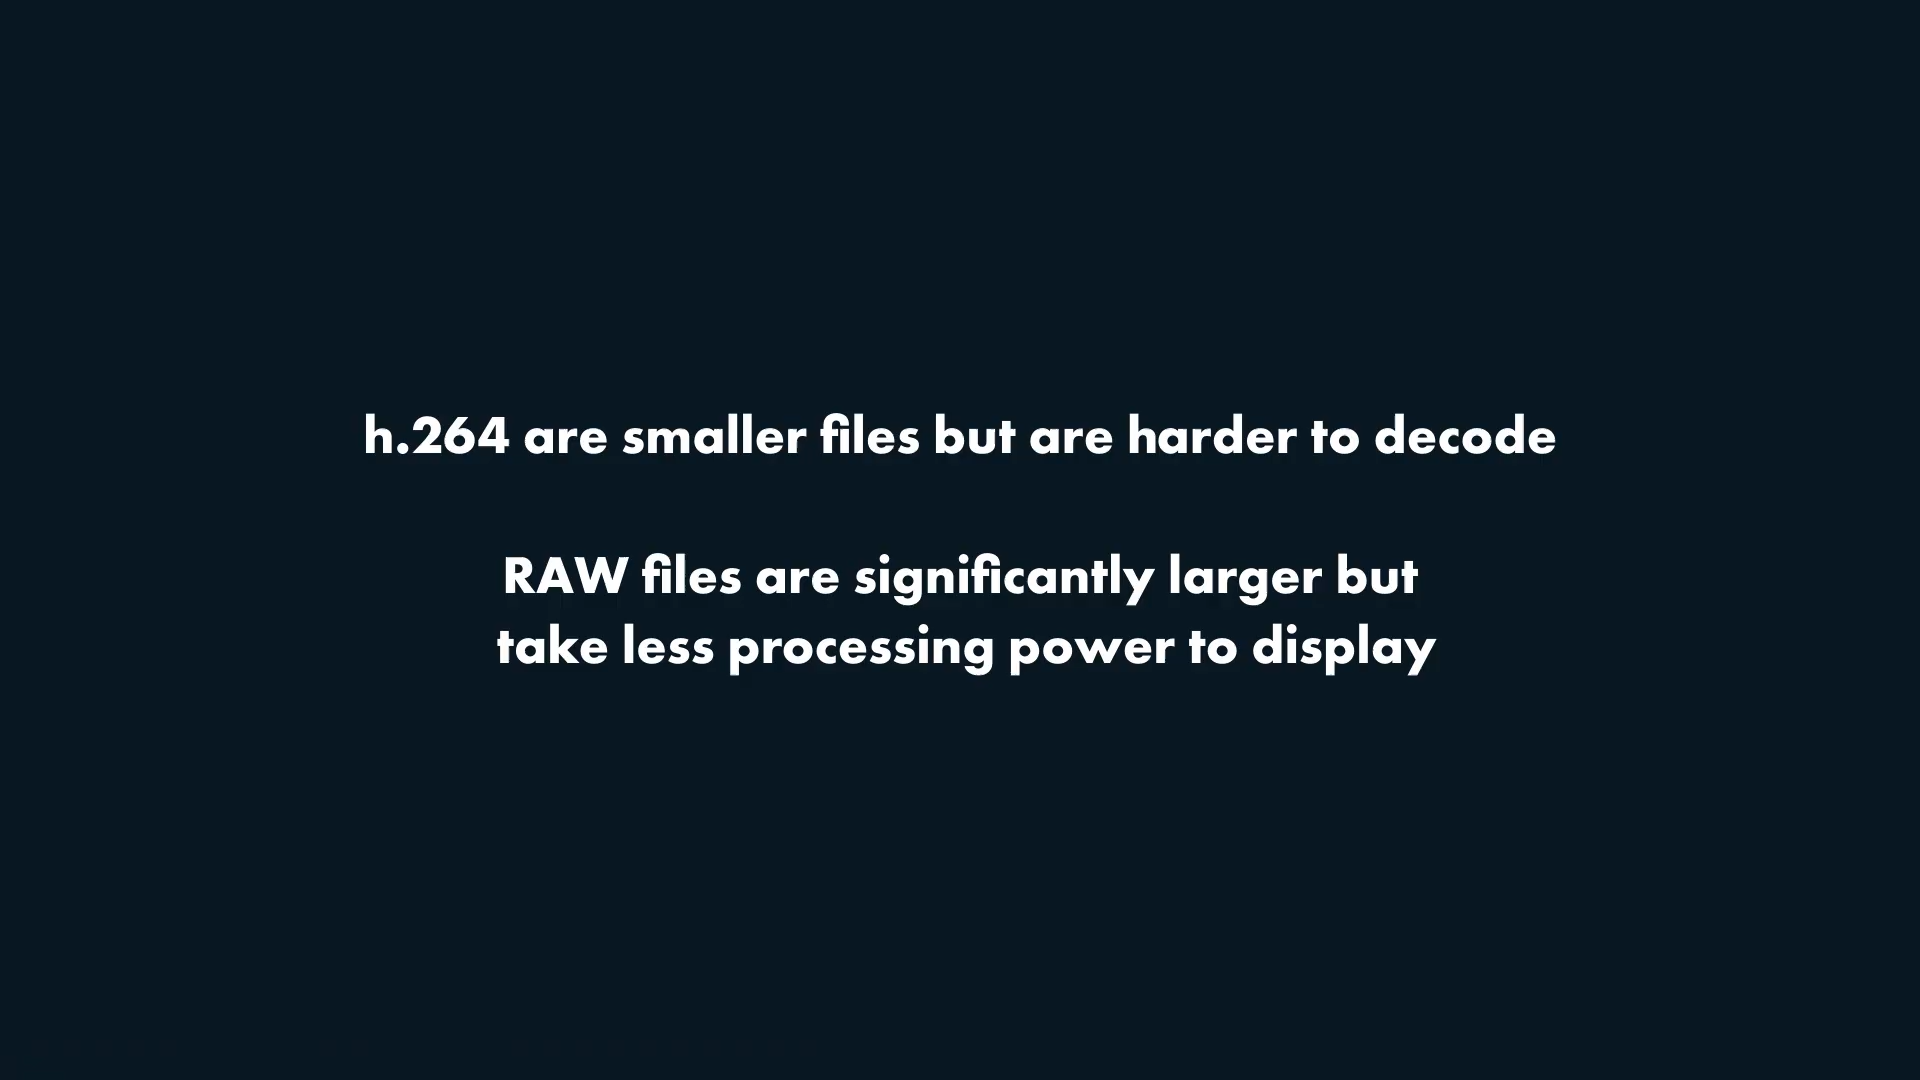 h.264 are smaller files but are harder to decode
RAW files are significantly larger but
take less processing power to display